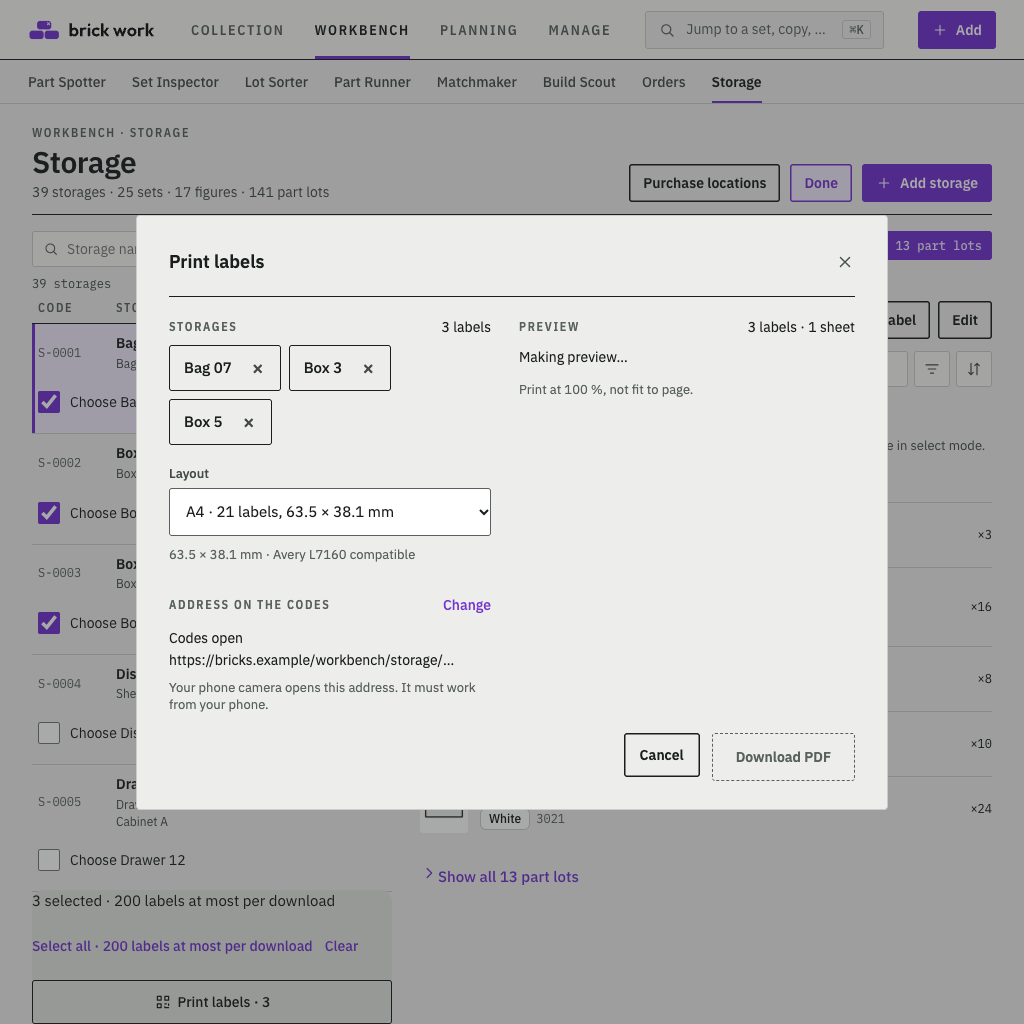 brick work
COLLECTION
WORKBENCH
PLANNING
MANAGE
Jump to a set, copy, ...
⌘K
+ Add
Part Spotter
Set Inspector
Lot Sorter
Part Runner
Matchmaker
Build Scout
Orders
Storage
WORKBENCH · STORAGE
Storage
39 storages · 25 sets · 17 figures · 141 part lots
Purchase locations
Done
+ Add storage
Storage
13 part lots
39 storages
CODE
Edit
S-0001
Choose
S-0002
Choose
e in select mode.
S-0003
Choose
×3
×16
S-0004
Choose
×8
×10
S-0005
Cabinet A
×24
Choose Drawer 12
White
3021
Show all 13 part lots
3 selected · 200 labels at most per download
Select all · 200 labels at most per download
Clear
Print labels · 3
Print labels
STORAGES
3 labels
Bag 07 ×
Box 3 ×
Box 5 ×
Layout
A4 · 21 labels, 63.5 × 38.1 mm
63.5 × 38.1 mm · Avery L7160 compatible
ADDRESS ON THE CODES
Change
Codes open
https://bricks.example/workbench/storage/…
Your phone camera opens this address. It must work
from your phone.
PREVIEW
3 labels · 1 sheet
Making preview…
Print at 100 %, not fit to page.
Cancel
Download PDF